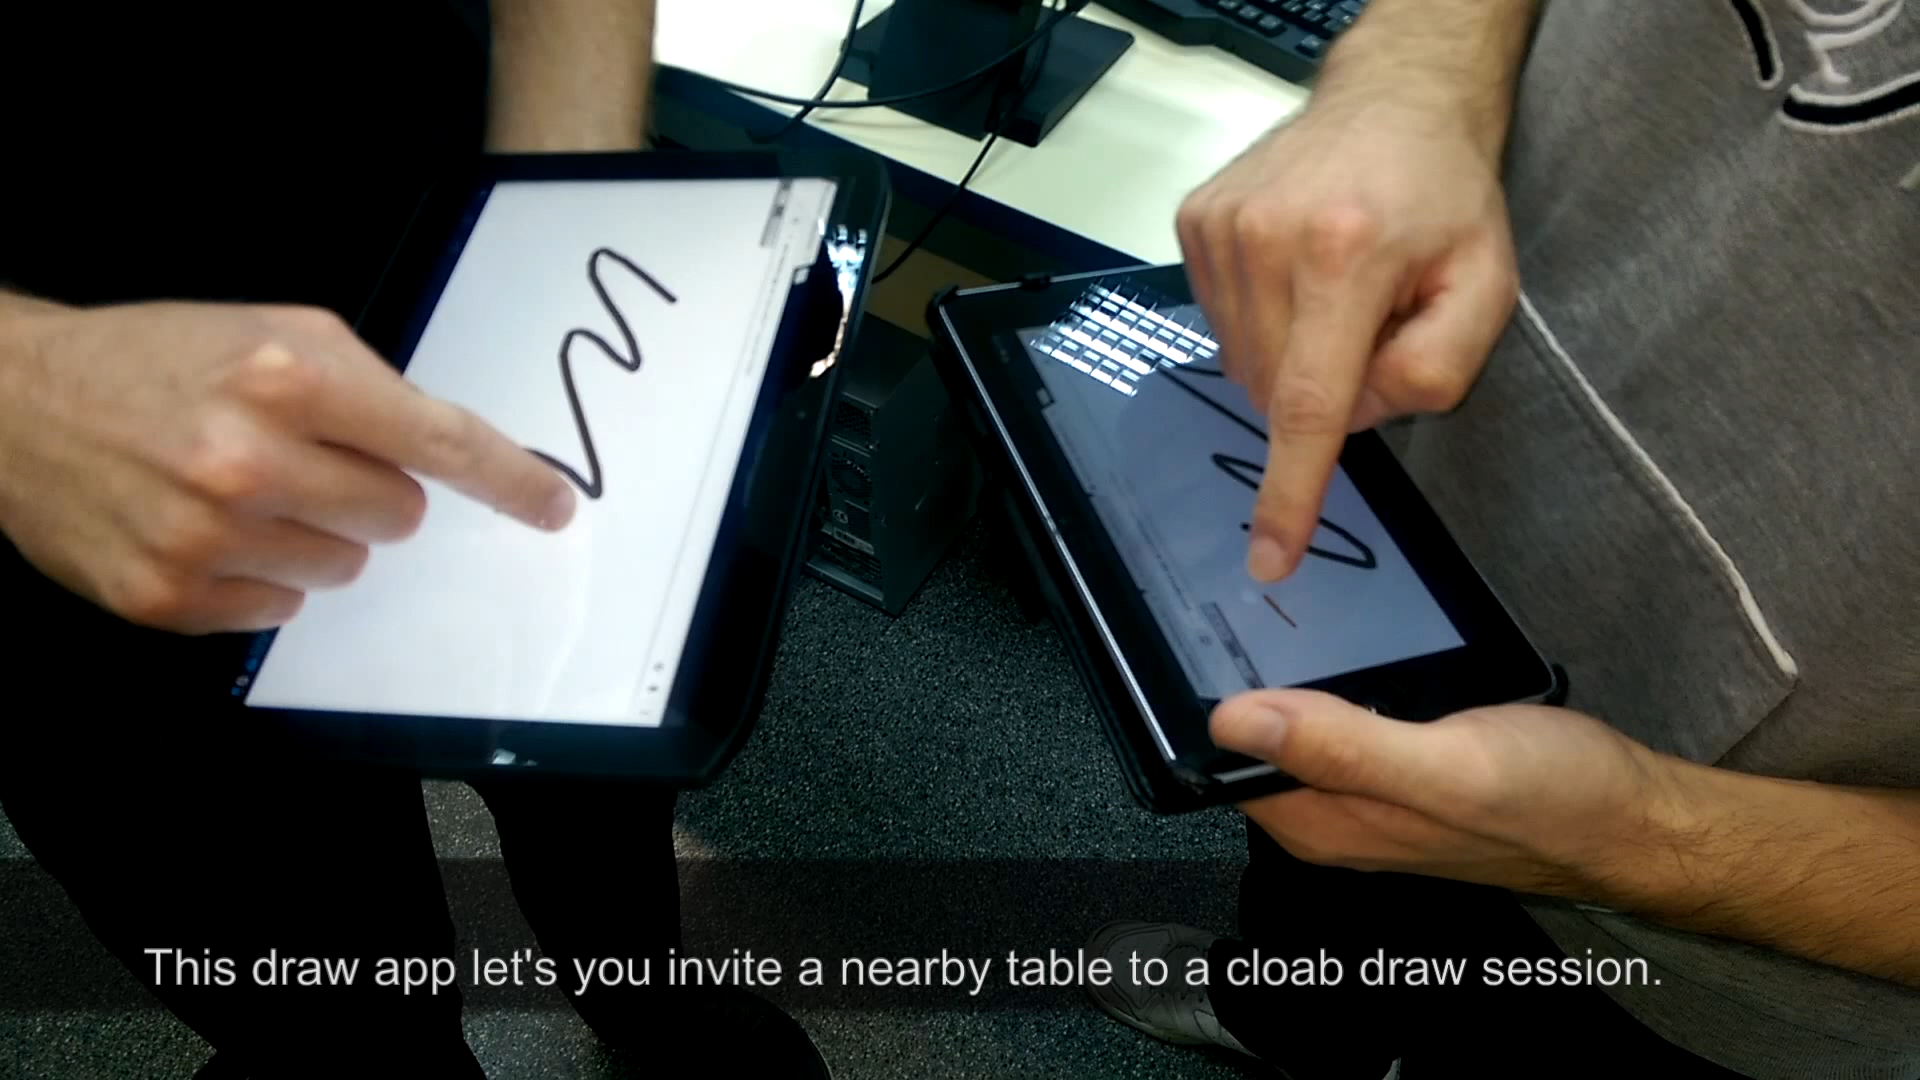 This draw app let's you invite a nearby table to a cloab draw session.